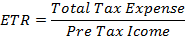 ETR = Total Tax Expense / Pre Tax Icome